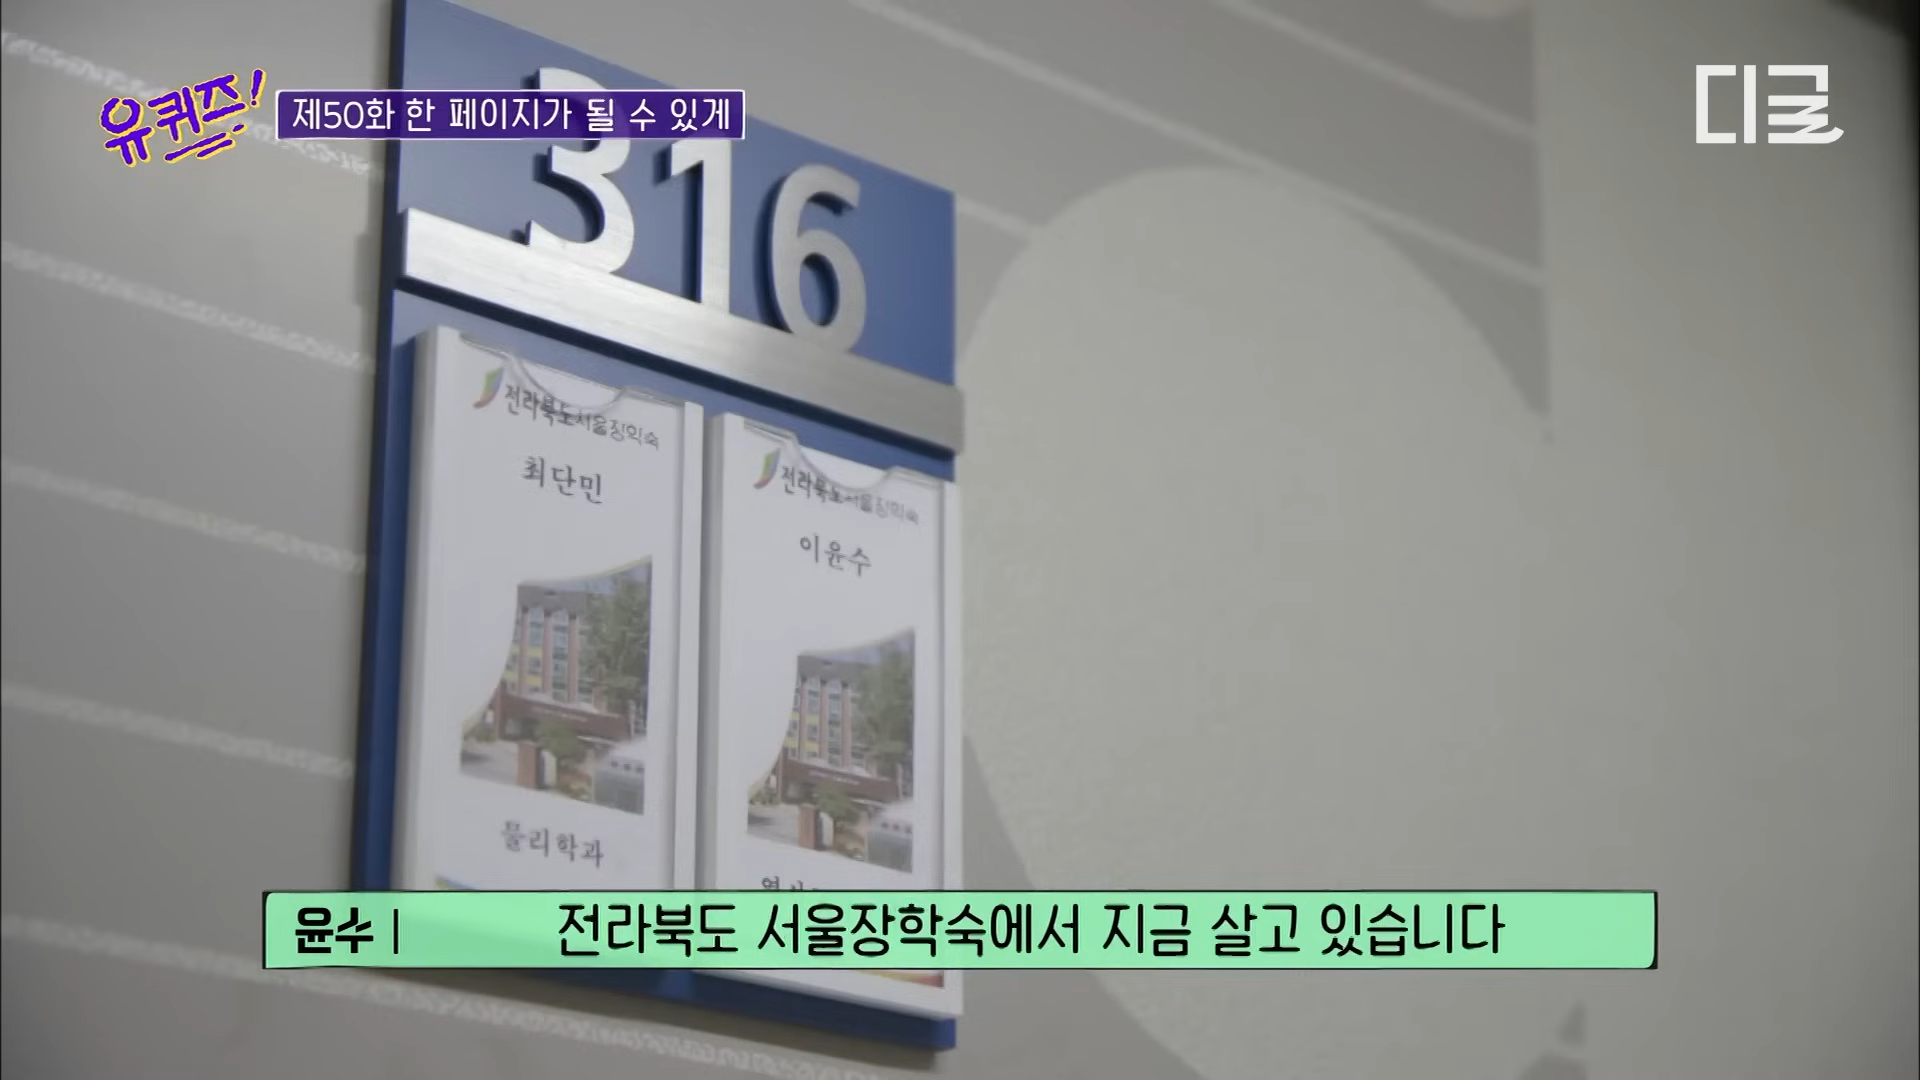 유퀴즈!
제50화 한 페이지가 될 수 있게
디글
316
전라북도서울장학숙
최단민
물리학과
전라북도서울장학숙
이윤수
윤수 | 전라북도 서울장학숙에서 지금 살고 있습니다